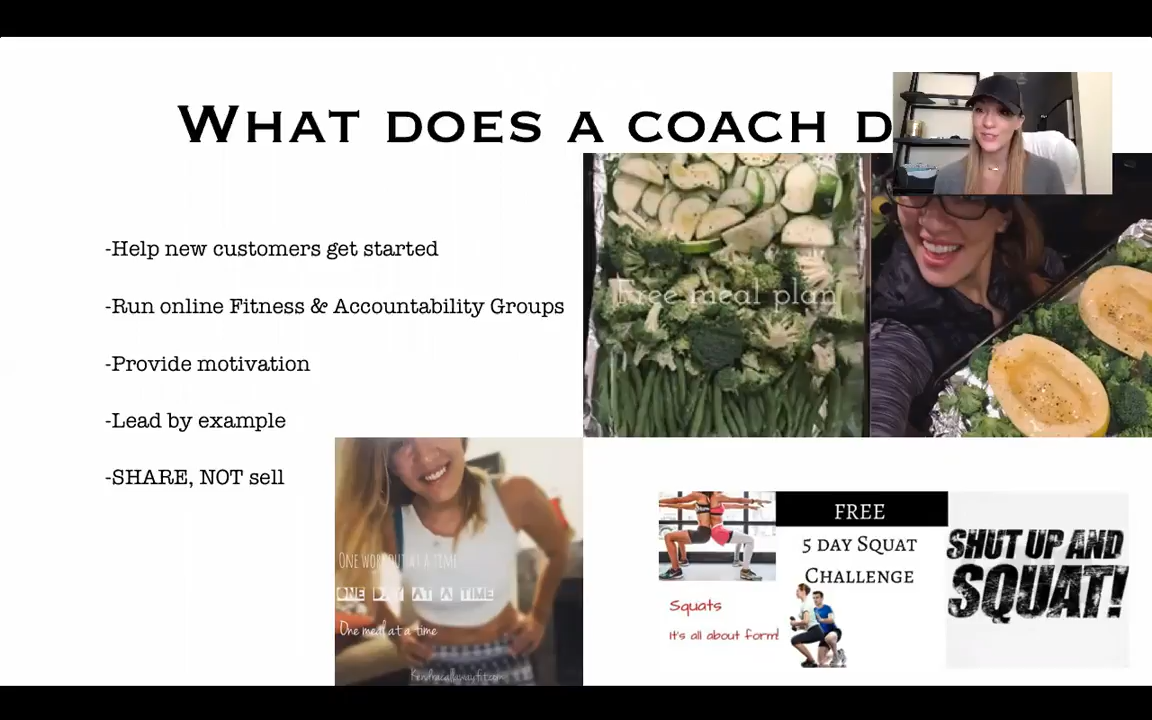 WHAT DOES A COACH D
-Help new customers get started
-Run online Fitness & Accountability Groups
-Provide motivation
-Lead by example
-SHARE, NOT sell
Free meal plan
ONE WORKOUT AT A TIME
ONE DAY AT A TIME
One meal at a time
Kendracallawayfit.com
FREE
5 DAY SQUAT
CHALLENGE
Squats
It's all about form!
SHUT UP AND
SQUAT!